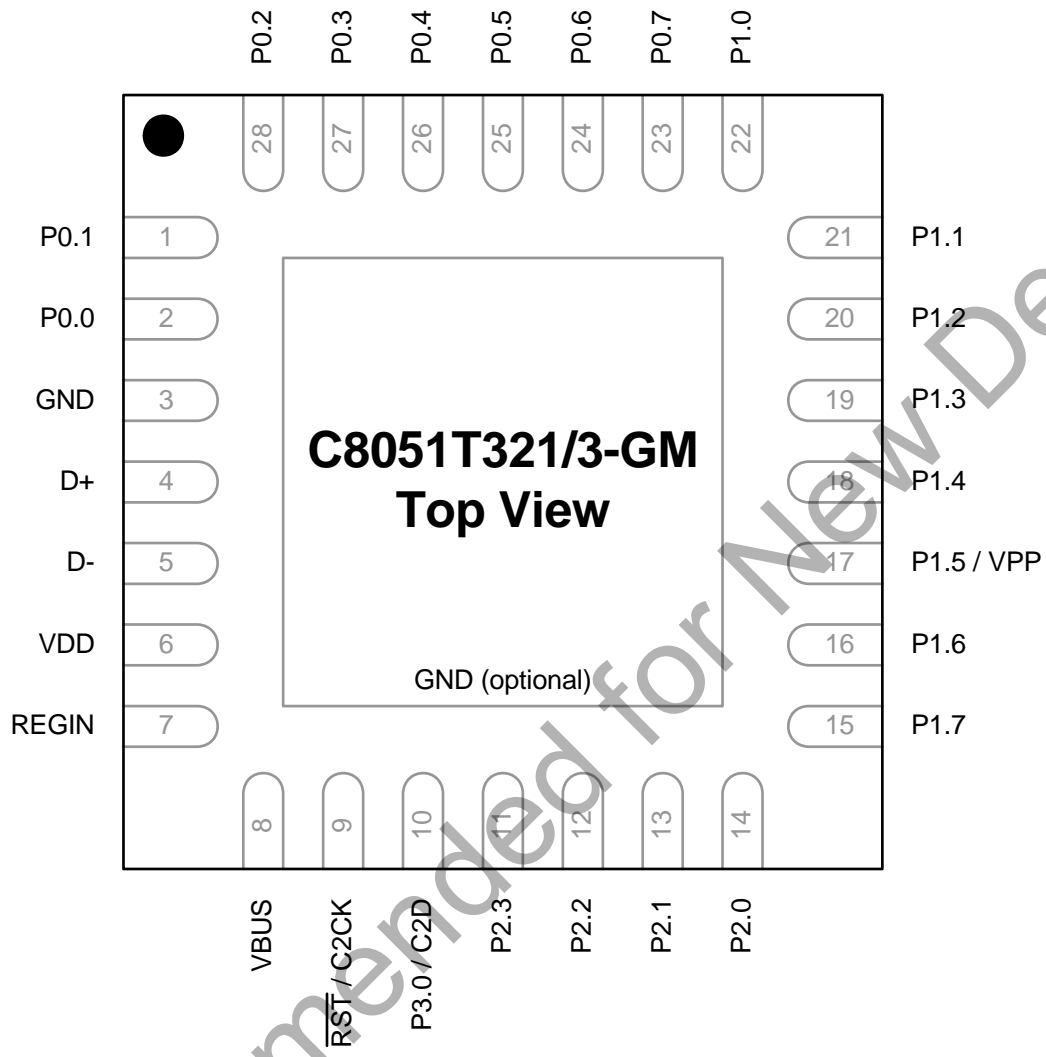 P0.2 P0.3 P0.4 P0.5 P0.6 P0.7 P1.0
28 27 26 25 24 23 22
P0.1 1 21 P1.1
P0.0 2 20 P1.2
GND 3 19 P1.3
D+ 4 18 P1.4
D- 5 17 P1.5 / VPP
VDD 6 16 P1.6
REGIN 7 15 P1.7
C8051T321/3-GM
Top View
GND (optional)
8 9 10 11 12 13 14
VBUS
RST / C2CK
P3.0 / C2D
P2.3
P2.2
P2.1
P2.0
mended for New De